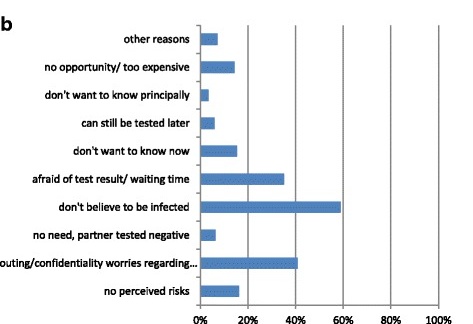 b
other reasons
no opportunity/ too expensive
don't want to know principally
can still be tested later
don't want to know now
afraid of test result/ waiting time
don't believe to be infected
no need, partner tested negative
outing/confidentiality worries regarding...
no perceived risks
0% 20% 40% 60% 80% 100%